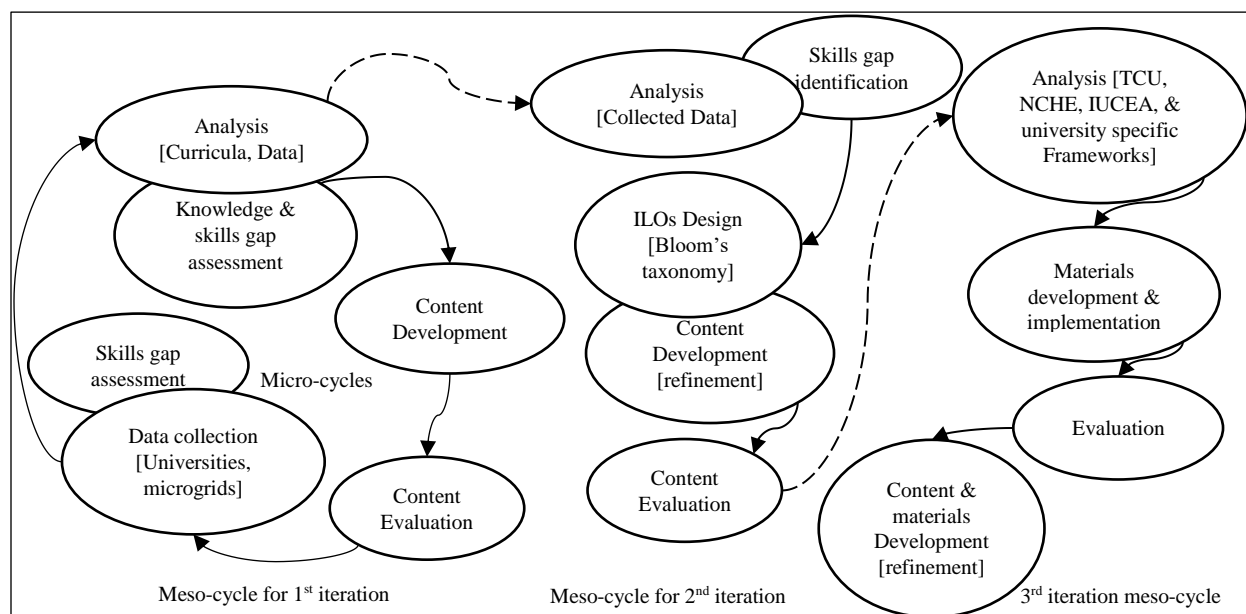 Analysis
[Curricula, Data]
Knowledge &
skills gap
assessment
Content
Development
Skills gap
assessment
Micro-cycles
Data collection
[Universities,
microgrids]
Content
Evaluation
Meso-cycle for 1st iteration
Skills gap
identification
Analysis
[Collected Data]
ILOs Design
[Bloom’s
taxonomy]
Content
Development
[refinement]
Content
Evaluation
Meso-cycle for 2nd iteration
Analysis [TCU,
NCHE, IUCEA, &
university specific
Frameworks]
Materials
development &
implementation
Evaluation
Content &
materials
Development
[refinement]
3rd iteration meso-cycle